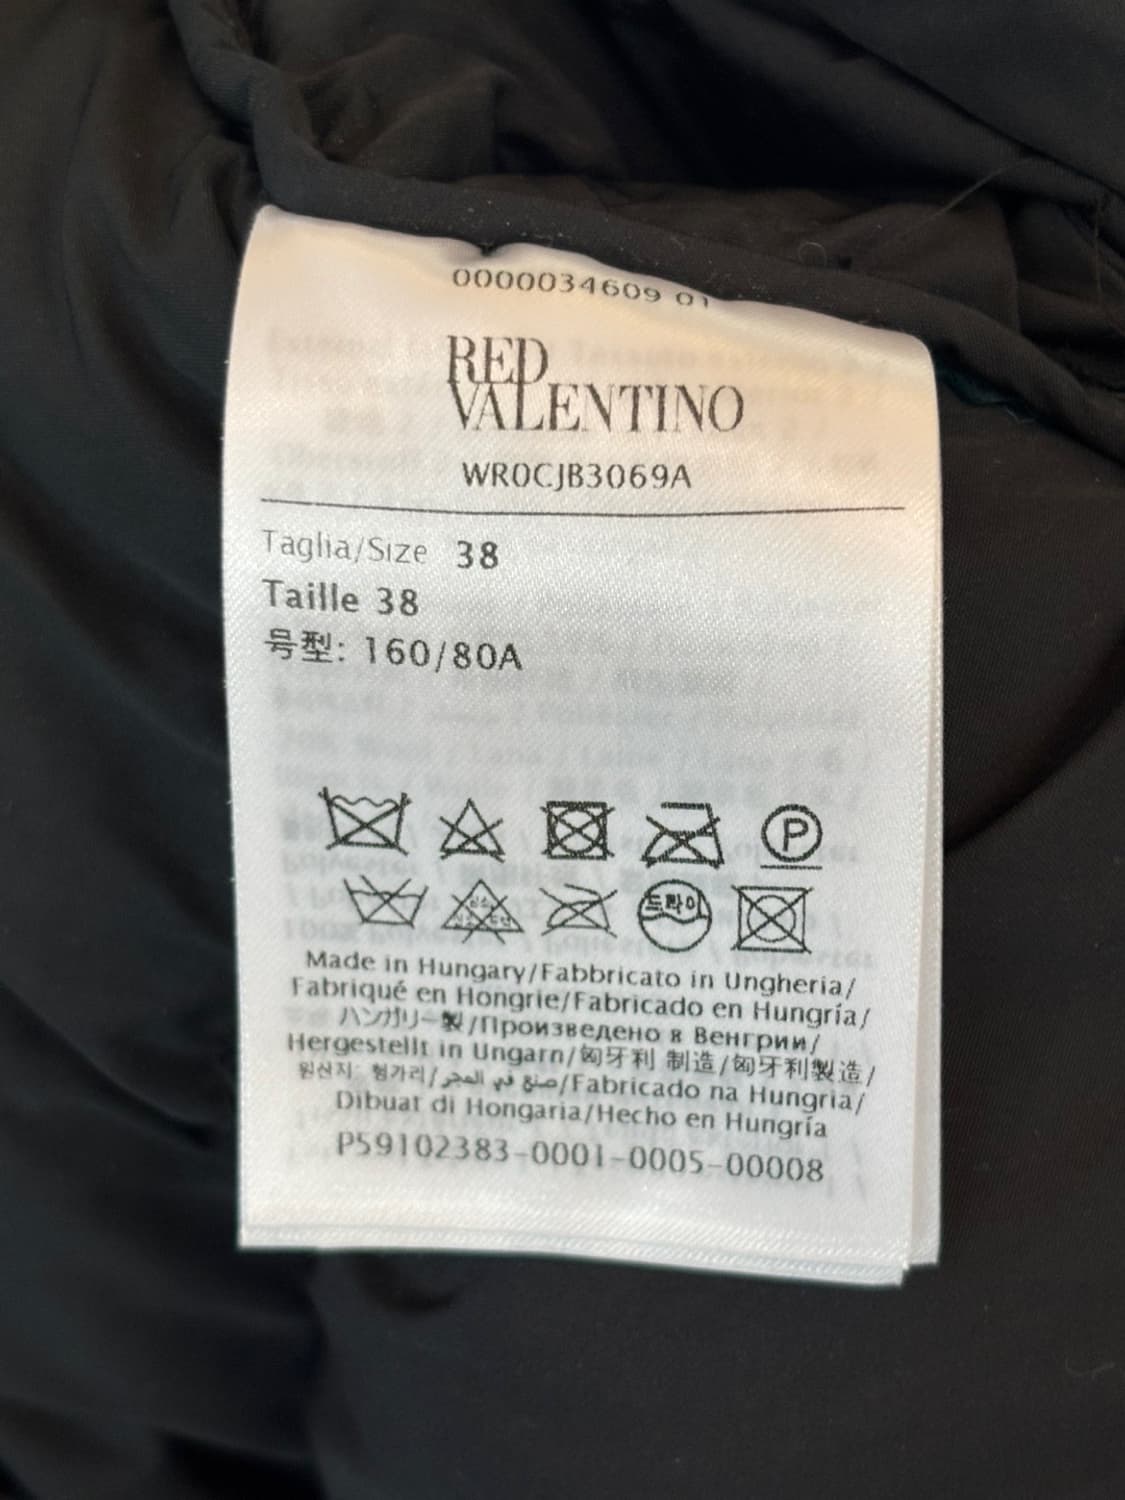 0000034609 01
RED
VALENTINO
WR0CJB3069A
Taglia/Size 38
Taille 38
号型: 160/80A
P
드라이
Made in Hungary/Fabbricato in Ungheria/
Fabriqué en Hongrie/Fabricado en Hungría/
ハンガリー製/Произведено в Венгрии/
Hergestellt in Ungarn/匈牙利 制造/匈牙利製造/
원산지: 헝가리/صنع في المجر/Fabricado na Hungria/
Dibuat di Hongaria/Hecho en Hungría
P59102383-0001-0005-00008